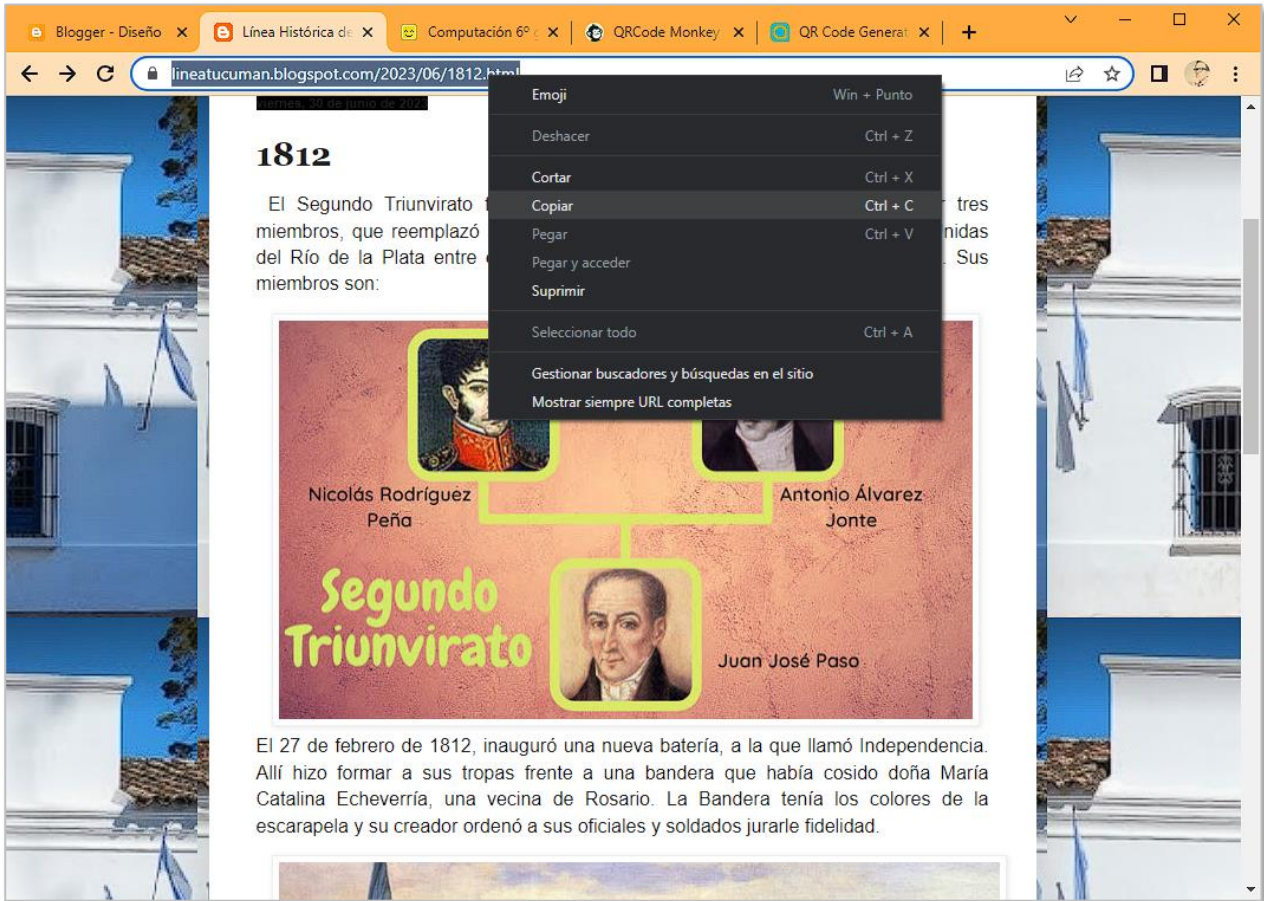 Blogger - Diseño
Línea Histórica de
Computación 6º g
QRCode Monkey
QR Code Generat
lineatucuman.blogspot.com/2023/06/1812.html
viernes, 30 de junio de 2023
Emoji Win + Punto
Deshacer Ctrl + Z
Cortar Ctrl + X
Copiar Ctrl + C
Pegar Ctrl + V
Pegar y acceder
Suprimir
Seleccionar todo Ctrl + A
Gestionar buscadores y búsquedas en el sitio
Mostrar siempre URL completas
1812
El Segundo Triunvirato tres
miembros, que reemplazó
del Río de la Plata entre Sus
miembros son:
Nicolás Rodríguez
Peña
Antonio Álvarez
Jonte
Segundo
Triunvirato
Juan José Paso
El 27 de febrero de 1812, inauguró una nueva batería, a la que llamó Independencia.
Allí hizo formar a sus tropas frente a una bandera que había cosido doña María
Catalina Echeverría, una vecina de Rosario. La Bandera tenía los colores de la
escarapela y su creador ordenó a sus oficiales y soldados jurarle fidelidad.